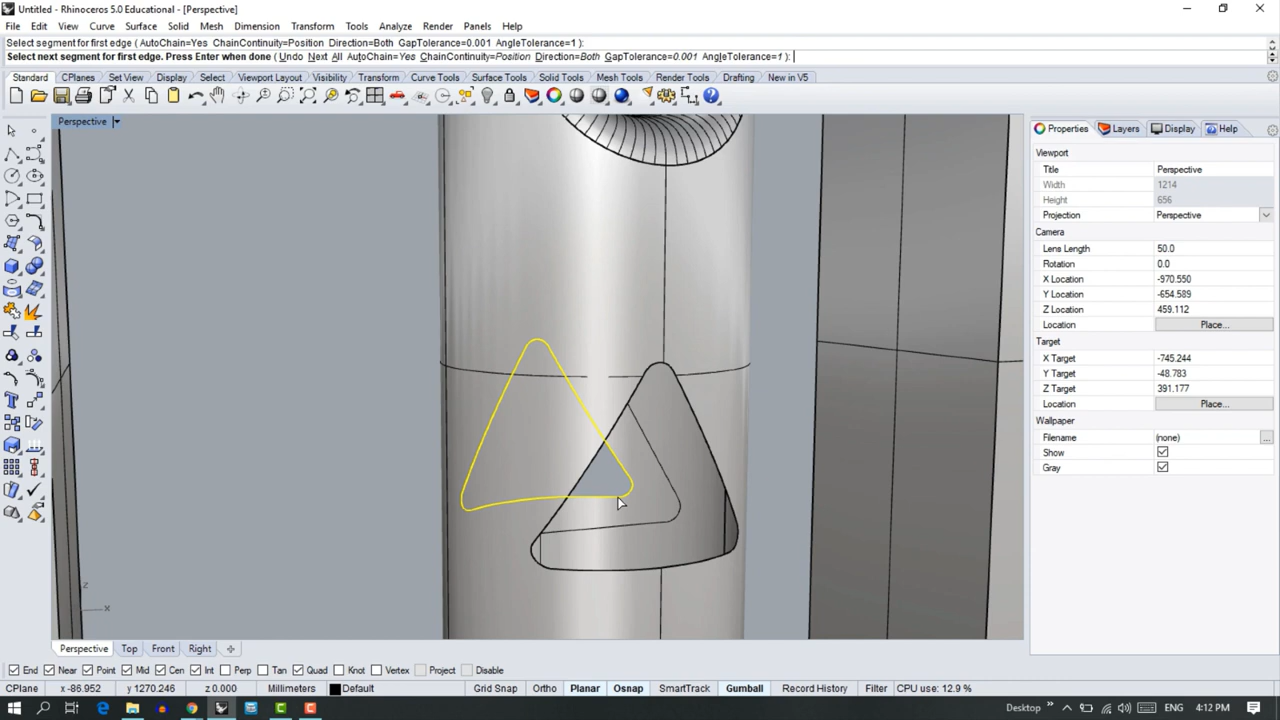 Untitled - Rhinoceros 5.0 Educational - [Perspective]
File Edit View Curve Surface Solid Mesh Dimension Transform Tools Analyze Render Panels Help
Select segment for first edge (AutoChain=Yes ChainContinuity=Position Direction=Both GapTolerance=0.001 AngleTolerance=1 ):
Select next segment for first edge. Press Enter when done ( Undo Next All AutoChain=Yes ChainContinuity=Position Direction=Both GapTolerance=0.001 AngleTolerance=1 ):
Standard CPlanes Set View Display Select Viewport Layout Visibility Transform Curve Tools Surface Tools Solid Tools Mesh Tools Render Tools Drafting New in V5
Perspective
Properties Layers Display Help
Viewport
Title Perspective
Width 1214
Height 656
Projection Perspective
Camera
Lens Length 50.0
Rotation 0.0
X Location -970.550
Y Location -654.589
Z Location 459.112
Location Place...
Target
X Target -745.244
Y Target -48.783
Z Target 391.177
Location Place...
Wallpaper
Filename (none) ...
Show
Gray
z
x
Perspective Top Front Right
End Near Point Mid Cen Int Perp Tan Quad Knot Vertex Project Disable
CPlane x -86.952 y 1270.246 z 0.000 Millimeters Default Grid Snap Ortho Planar Osnap SmartTrack Gumball Record History Filter CPU use: 12.9 %
Desktop » ENG 4:12 PM